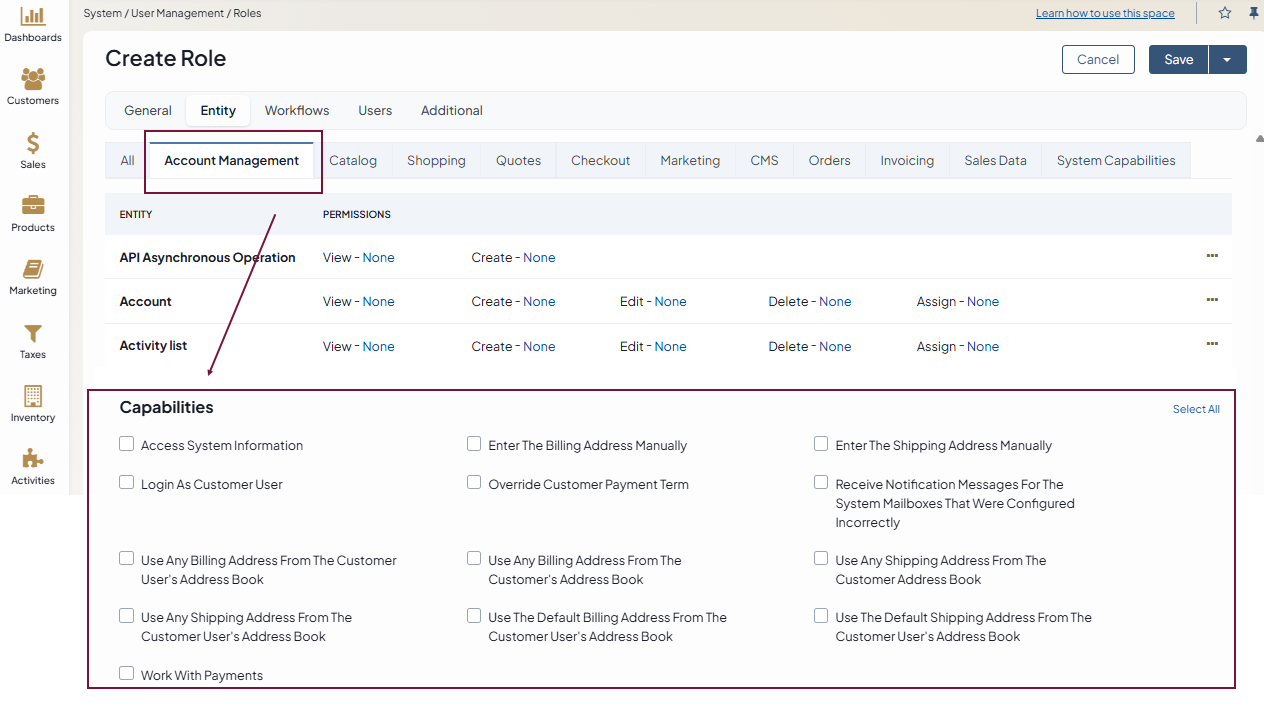 System / User Management / Roles
Learn how to use this space
Dashboards
Customers
Sales
Products
Marketing
Taxes
Inventory
Activities
Create Role
Cancel
Save
General Entity Workflows Users Additional
All Account Management Catalog Shopping Quotes Checkout Marketing CMS Orders Invoicing Sales Data System Capabilities
ENTITY PERMISSIONS
API Asynchronous Operation View - None Create - None
Account View - None Create - None Edit - None Delete - None Assign - None
Activity list View - None Create - None Edit - None Delete - None Assign - None
Capabilities
Select All
Access System Information
Enter The Billing Address Manually
Enter The Shipping Address Manually
Login As Customer User
Override Customer Payment Term
Receive Notification Messages For The
System Mailboxes That Were Configured
Incorrectly
Use Any Billing Address From The Customer
User's Address Book
Use Any Billing Address From The
Customer's Address Book
Use Any Shipping Address From The
Customer Address Book
Use Any Shipping Address From The
Customer User's Address Book
Use The Default Billing Address From The
Customer User's Address Book
Use The Default Shipping Address From The
Customer User's Address Book
Work With Payments